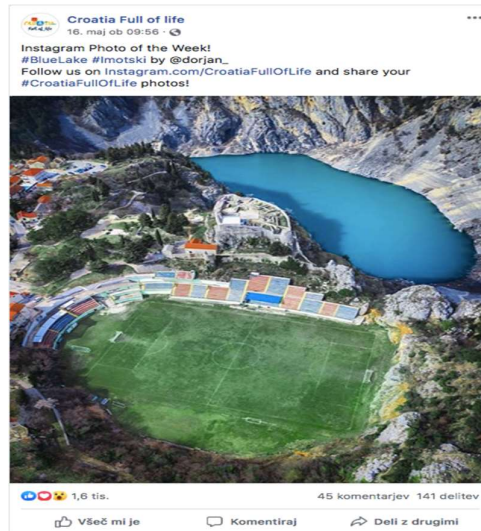 Croatia Full of life
16. maj ob 09:56 ·
Instagram Photo of the Week!
#BlueLake #Imotski by @dorjan_
Follow us on Instagram.com/CroatiaFullOfLife and share your
#CroatiaFullOfLife photos!
1,6 tis.
45 komentarjev 141 delitev
Všeč mi je
Komentiraj
Deli z drugimi